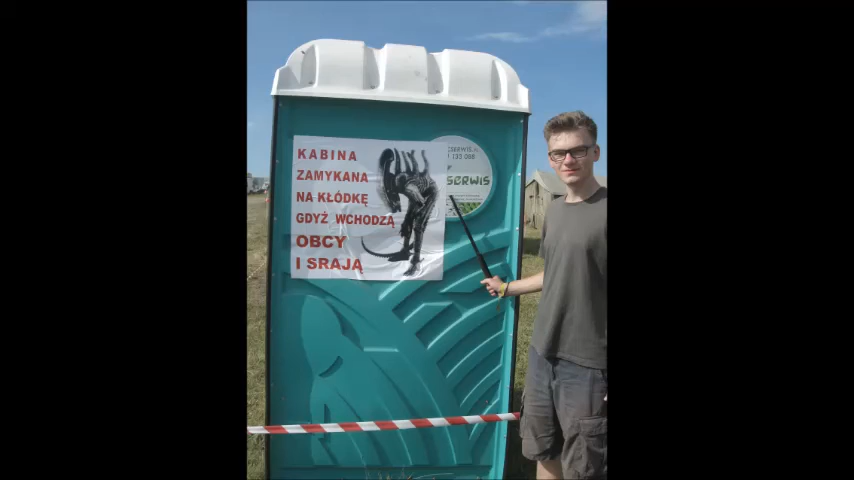 KABINA
ZAMYKANA
NA KŁÓDKĘ
GDYŻ WCHODZĄ
OBCY
I SRAJĄ
SERWIS